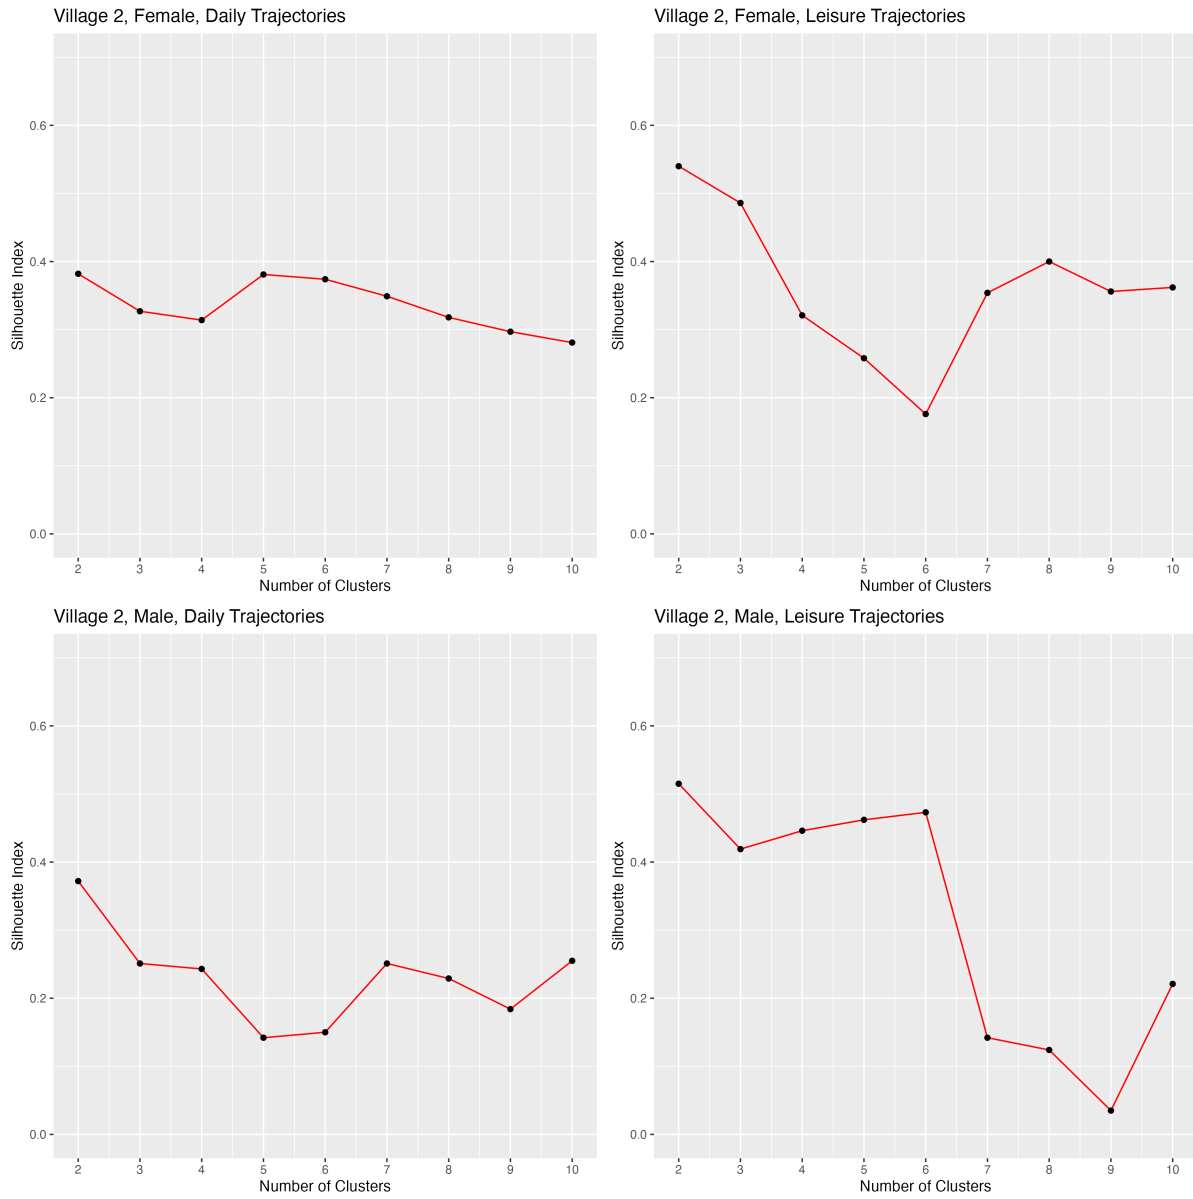 Village 2, Female, Daily Trajectories
Silhouette Index
0.6
0.4
0.2
0.0
2 3 4 5 6 7 8 9 10
Number of Clusters
Village 2, Female, Leisure Trajectories
Silhouette Index
0.6
0.4
0.2
0.0
2 3 4 5 6 7 8 9 10
Number of Clusters
Village 2, Male, Daily Trajectories
Silhouette Index
0.6
0.4
0.2
0.0
2 3 4 5 6 7 8 9 10
Number of Clusters
Village 2, Male, Leisure Trajectories
Silhouette Index
0.6
0.4
0.2
0.0
2 3 4 5 6 7 8 9 10
Number of Clusters